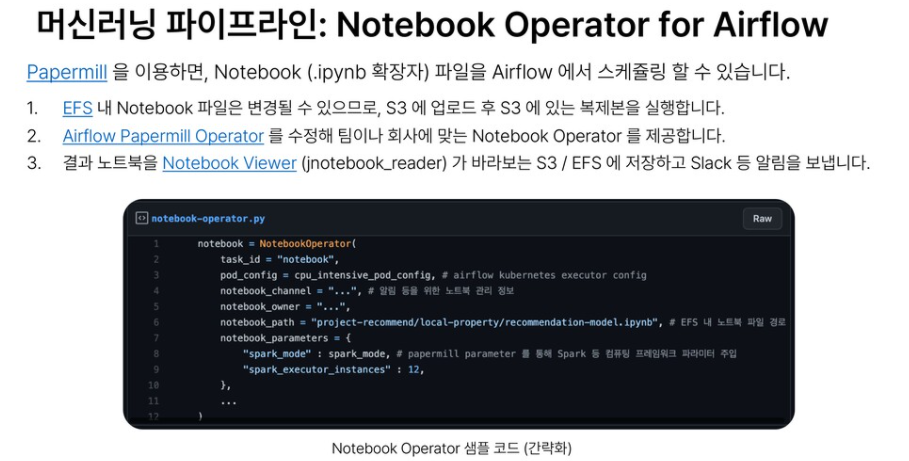 머신러닝 파이프라인: Notebook Operator for Airflow
Papermill 을 이용하면, Notebook (.ipynb 확장자) 파일을 Airflow 에서 스케쥴링 할 수 있습니다.
1. EFS 내 Notebook 파일은 변경될 수 있으므로, S3 에 업로드 후 S3 에 있는 복제본을 실행합니다.
2. Airflow Papermill Operator 를 수정해 팀이나 회사에 맞는 Notebook Operator 를 제공합니다.
3. 결과 노트북을 Notebook Viewer (jnotebook_reader) 가 바라보는 S3 / EFS 에 저장하고 Slack 등 알림을 보냅니다.
notebook-operator.py Raw
1 notebook = NotebookOperator(
2 task_id = "notebook",
3 pod_config = cpu_intensive_pod_config, # airflow kubernetes executor config
4 notebook_channel = "...", # 알림 등을 위한 노트북 관리 정보
5 notebook_owner = "...",
6 notebook_path = "project-recommend/local-property/recommendation-model.ipynb", # EFS 내 노트북 파일 경로
7 notebook_parameters = {
8 "spark_mode" : spark_mode, # papermill parameter 를 통해 Spark 등 컴퓨팅 프레임워크 파라미터 주입
9 "spark_executor_instances" : 12,
10 },
11 ...
12 )
Notebook Operator 샘플 코드 (간략화)